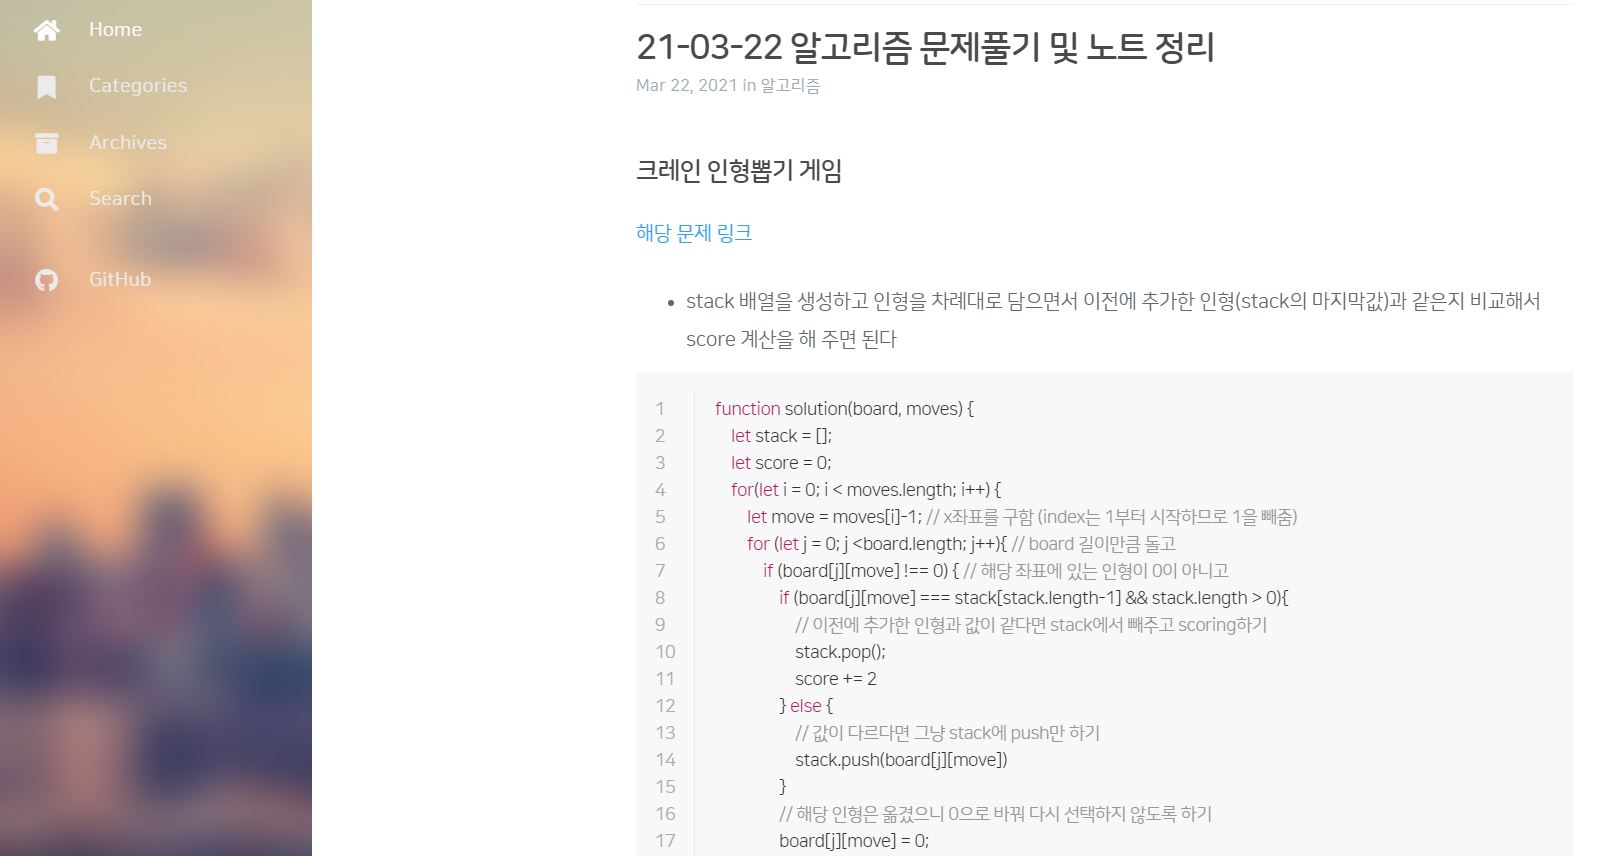 Home
Categories
Archives
Search
GitHub
21-03-22 알고리즘 문제풀기 및 노트 정리
Mar 22, 2021 in 알고리즘
크레인 인형뽑기 게임
해당 문제 링크
• stack 배열을 생성하고 인형을 차례대로 담으면서 이전에 추가한 인형(stack의 마지막값)과 같은지 비교해서
score 계산을 해 주면 된다
1 function solution(board, moves) {
2 let stack = [];
3 let score = 0;
4 for(let i = 0; i < moves.length; i++) {
5 let move = moves[i]-1; // x좌표를 구함 (index는 1부터 시작하므로 1을 빼줌)
6 for (let j = 0; j <board.length; j++){ // board 길이만큼 돌고
7 if (board[j][move] !== 0) { // 해당 좌표에 있는 인형이 0이 아니고
8 if (board[j][move] === stack[stack.length-1] && stack.length > 0){
9 // 이전에 추가한 인형과 값이 같다면 stack에서 빼주고 scoring하기
10 stack.pop();
11 score += 2
12 } else {
13 // 값이 다르다면 그냥 stack에 push만 하기
14 stack.push(board[j][move])
15 }
16 // 해당 인형은 옮겼으니 0으로 바꿔 다시 선택하지 않도록 하기
17 board[j][move] = 0;